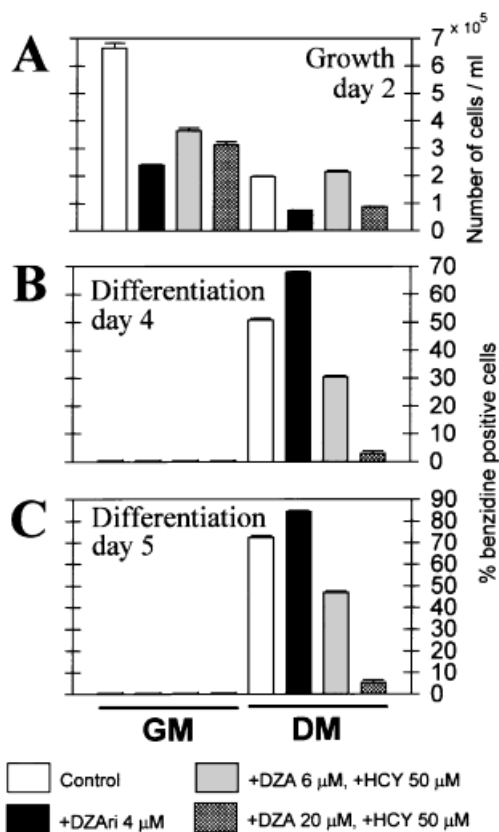 A
Growth
day 2
7 x 10^5
6
5
4
3
2
1
0
Number of cells / ml
B
Differentiation
day 4
70
60
50
40
30
20
10
0
C
Differentiation
day 5
90
80
70
60
50
40
30
20
10
0
% benzidine positive cells
GM
DM
Control
+DZA 6 µM, +HCY 50 µM
+DZAri 4 µM
+DZA 20 µM, +HCY 50 µM